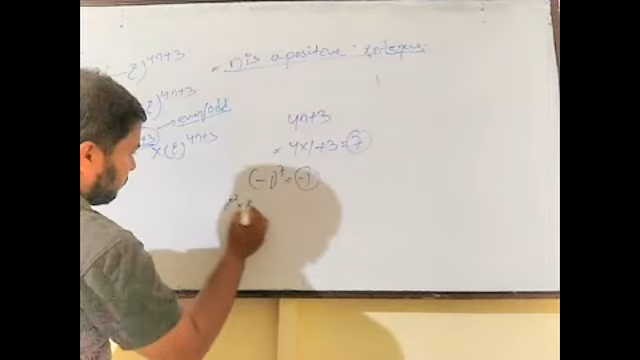 -i)^{4n+3} = n is a positive integer.
i)^{4n+3}
+3 → even/odd
×(i)^{4n+3}
4n+3
= 4×1+3=7
(-1)^7 = -1